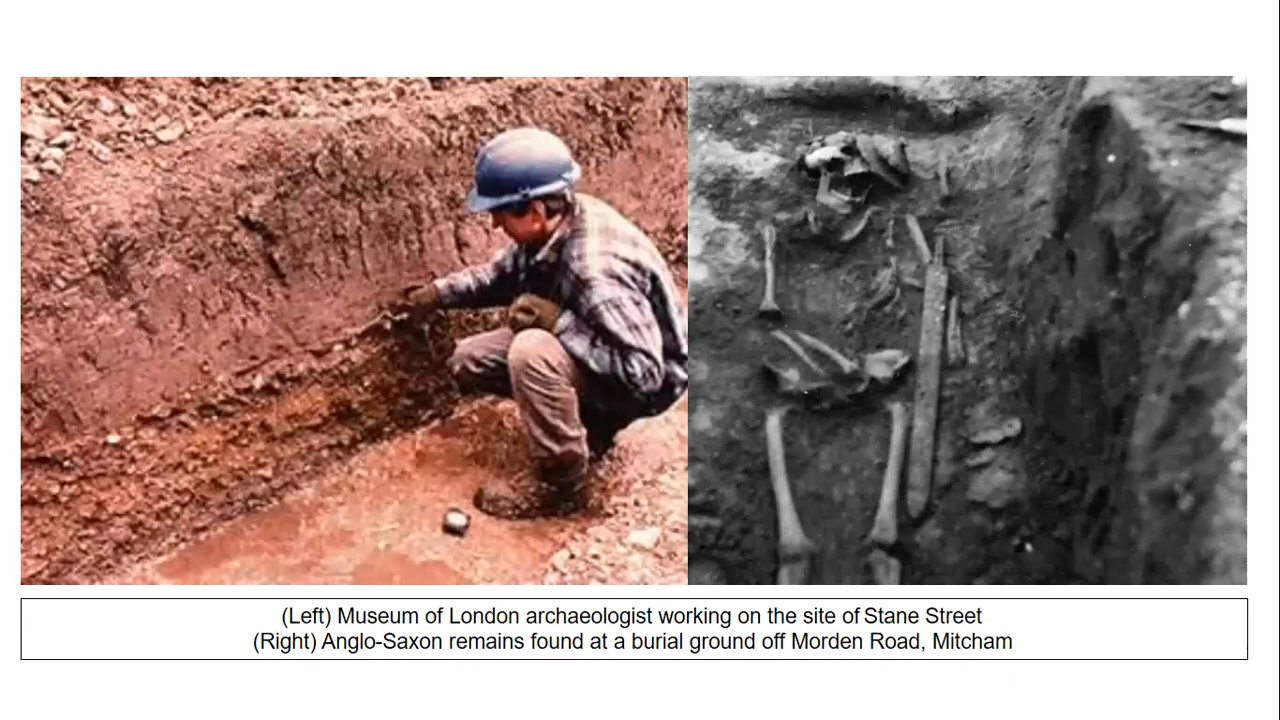 (Left) Museum of London archaeologist working on the site of Stane Street
(Right) Anglo-Saxon remains found at a burial ground off Morden Road, Mitcham